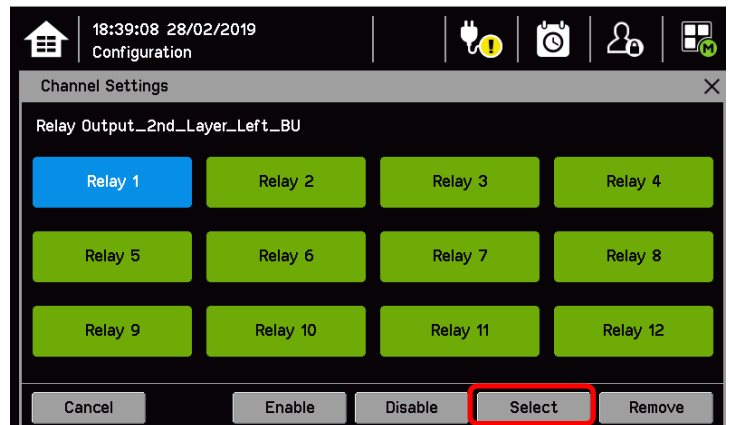 18:39:08 28/02/2019
Configuration
M
Channel Settings
Relay Output_2nd_Layer_Left_BU
Relay 1 Relay 2 Relay 3 Relay 4
Relay 5 Relay 6 Relay 7 Relay 8
Relay 9 Relay 10 Relay 11 Relay 12
Cancel Enable Disable Select Remove